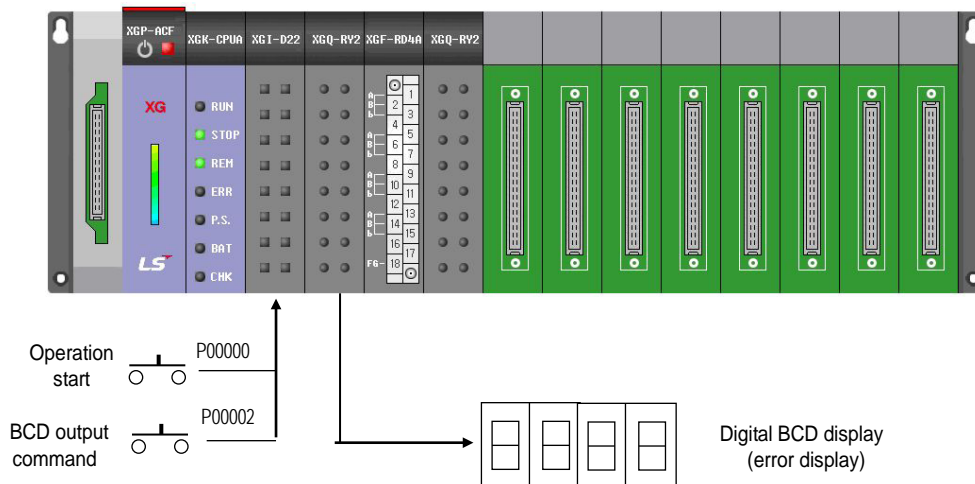 XGP-ACF
XGK-CPUA
XGI-D22
XGQ-RY2
XGF-RD4A
XGQ-RY2
XG
RUN
STOP
REM
ERR
P.S.
BAT
CHK
LS
A
B
b
A
B
b
A
B
b
A
B
b
FG-
1
2
3
4
5
6
7
8
9
10
11
12
13
14
15
16
17
18
Operation
start
P00000
BCD output
command
P00002
Digital BCD display
(error display)